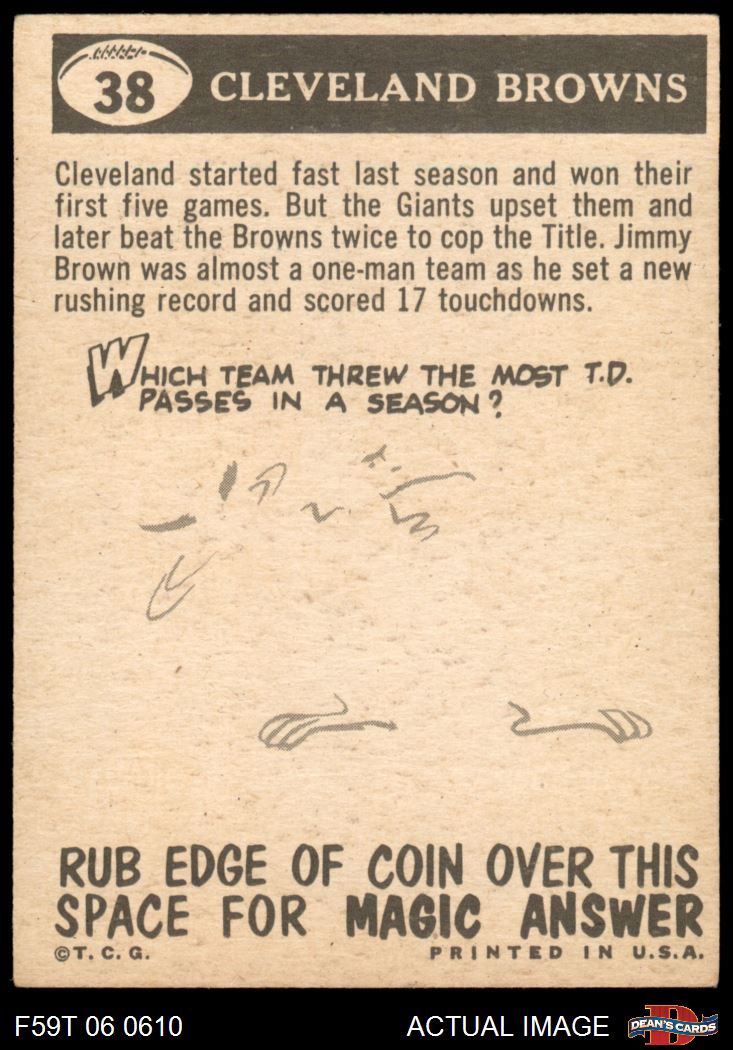 38 CLEVELAND BROWNS
Cleveland started fast last season and won their
first five games. But the Giants upset them and
later beat the Browns twice to cop the Title. Jimmy
Brown was almost a one-man team as he set a new
rushing record and scored 17 touchdowns.
WHICH TEAM THREW THE MOST T.D.
PASSES IN A SEASON?
RUB EDGE OF COIN OVER THIS
SPACE FOR MAGIC ANSWER
©T. C. G. PRINTED IN U.S.A.
F59T 06 0610 ACTUAL IMAGE D DEAN'S CARDS